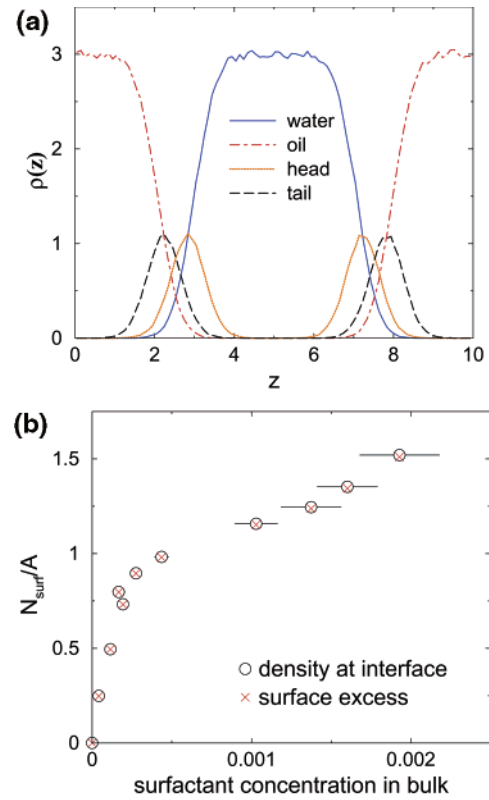 (a)
3
2
1
0
ρ(z)
water
oil
head
tail
0 2 4 6 8 10
z
(b)
1.5
1
0.5
0
N_surf/A
density at interface
surface excess
0 0.001 0.002
surfactant concentration in bulk